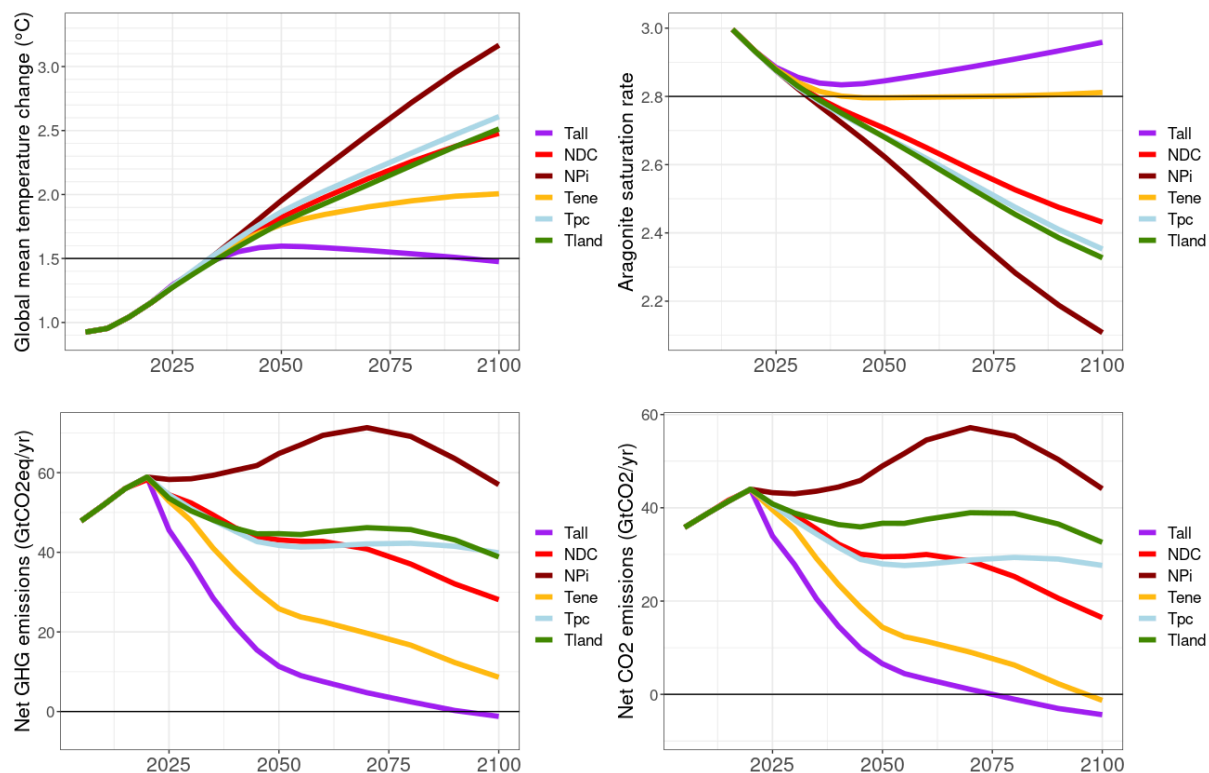 Global mean temperature change (°C)
3.0
2.5
2.0
1.5
1.0
2025 2050 2075 2100
Tall
NDC
NPi
Tene
Tpc
Tland
Aragonite saturation rate
3.0
2.8
2.6
2.4
2.2
2025 2050 2075 2100
Tall
NDC
NPi
Tene
Tpc
Tland
Net GHG emissions (GtCO2eq/yr)
60
40
20
0
2025 2050 2075 2100
Tall
NDC
NPi
Tene
Tpc
Tland
Net CO2 emissions (GtCO2/yr)
60
40
20
0
2025 2050 2075 2100
Tall
NDC
NPi
Tene
Tpc
Tland